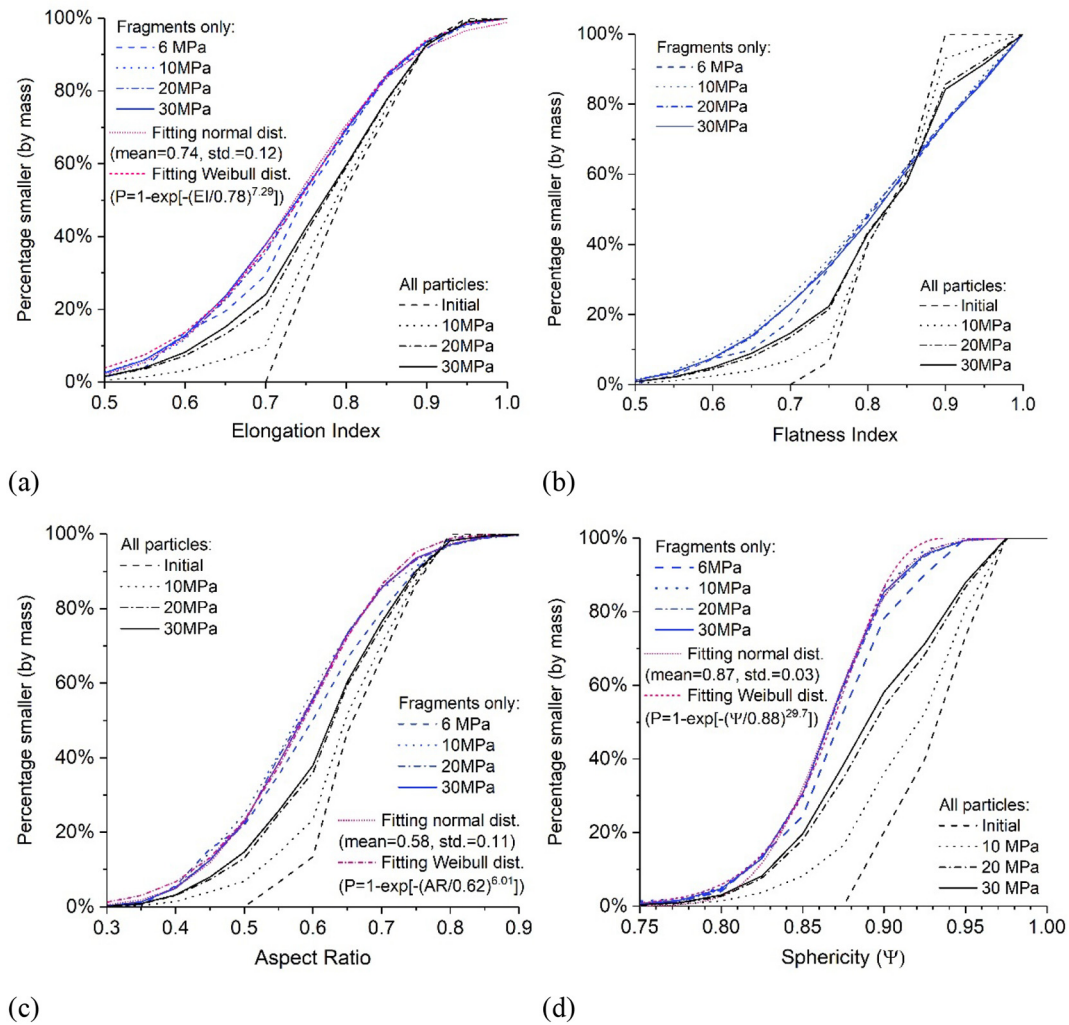 Percentage smaller (by mass)
100%
80%
60%
40%
20%
0%
Fragments only:
6 MPa
10MPa
20MPa
30MPa
Fitting normal dist.
(mean=0.74, std.=0.12)
Fitting Weibull dist.
(P=1-exp[-(EI/0.78)^7.29])
All particles:
Initial
10MPa
20MPa
30MPa
0.5 0.6 0.7 0.8 0.9 1.0
Elongation Index
(a)
Percentage smaller (by mass)
100%
80%
60%
40%
20%
0%
Fragments only:
6 MPa
10MPa
20MPa
30MPa
All particles:
Initial
10MPa
20MPa
30MPa
0.5 0.6 0.7 0.8 0.9 1.0
Flatness Index
(b)
Percentage smaller (by mass)
100%
80%
60%
40%
20%
0%
All particles:
Initial
10MPa
20MPa
30MPa
Fragments only:
6 MPa
10MPa
20MPa
30MPa
Fitting normal dist.
(mean=0.58, std.=0.11)
Fitting Weibull dist.
(P=1-exp[-(AR/0.62)^6.01])
0.3 0.4 0.5 0.6 0.7 0.8 0.9
Aspect Ratio
(c)
Percentage smaller (by mass)
100%
80%
60%
40%
20%
0%
Fragments only:
6MPa
10MPa
20MPa
30MPa
Fitting normal dist.
(mean=0.87, std.=0.03)
Fitting Weibull dist.
(P=1-exp[-(Ψ/0.88)^29.7])
All particles:
Initial
10 MPa
20 MPa
30 MPa
0.75 0.80 0.85 0.90 0.95 1.00
Sphericity (Ψ)
(d)